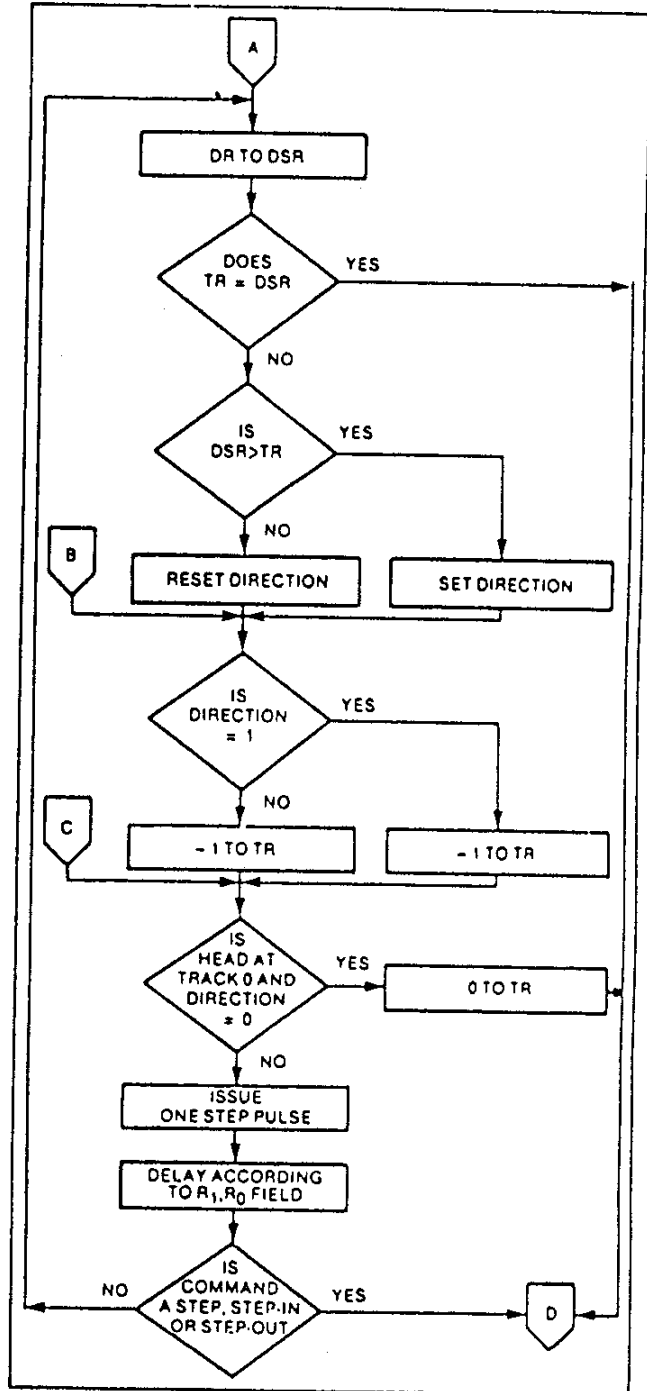 A
DR TO DSR
DOES
TR = DSR
YES
NO
IS
DSR>TR
YES
NO
B
RESET DIRECTION
SET DIRECTION
IS
DIRECTION
= 1
YES
NO
C
- 1 TO TR
- 1 TO TR
IS
HEAD AT
TRACK 0 AND
DIRECTION
= 0
YES
0 TO TR
NO
ISSUE
ONE STEP PULSE
DELAY ACCORDING
TO R1,R0 FIELD
IS
COMMAND
A STEP, STEP-IN
OR STEP-OUT
NO
YES
D